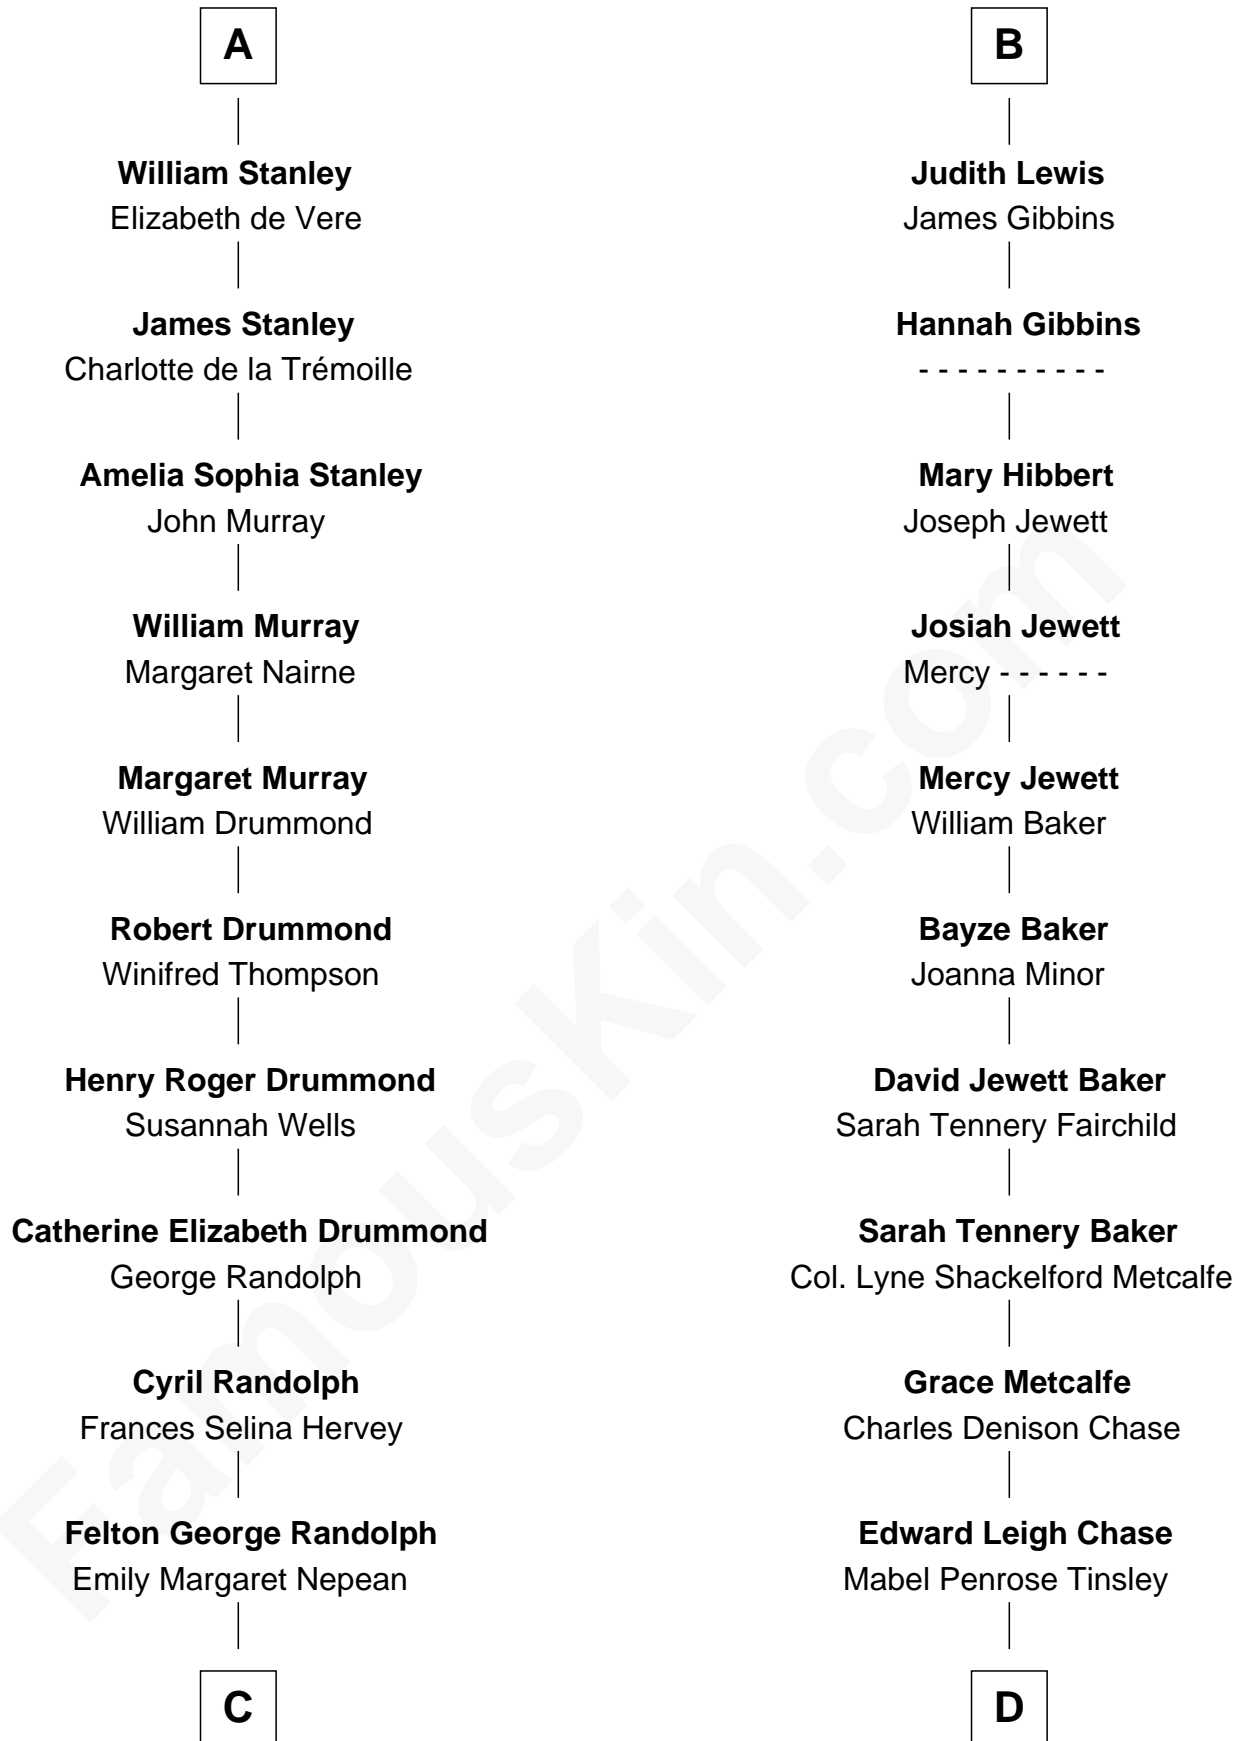 A
William Stanley
Elizabeth de Vere
James Stanley
Charlotte de la Trémoille
Amelia Sophia Stanley
John Murray
William Murray
Margaret Nairne
Margaret Murray
William Drummond
Robert Drummond
Winifred Thompson
Henry Roger Drummond
Susannah Wells
Catherine Elizabeth Drummond
George Randolph
Cyril Randolph
Frances Selina Hervey
Felton George Randolph
Emily Margaret Nepean
C
B
Judith Lewis
James Gibbins
Hannah Gibbins
- - - - - - - - - -
Mary Hibbert
Joseph Jewett
Josiah Jewett
Mercy - - - - - -
Mercy Jewett
William Baker
Bayze Baker
Joanna Minor
David Jewett Baker
Sarah Tennery Fairchild
Sarah Tennery Baker
Col. Lyne Shackelford Metcalfe
Grace Metcalfe
Charles Denison Chase
Edward Leigh Chase
Mabel Penrose Tinsley
D
FamousKin.com